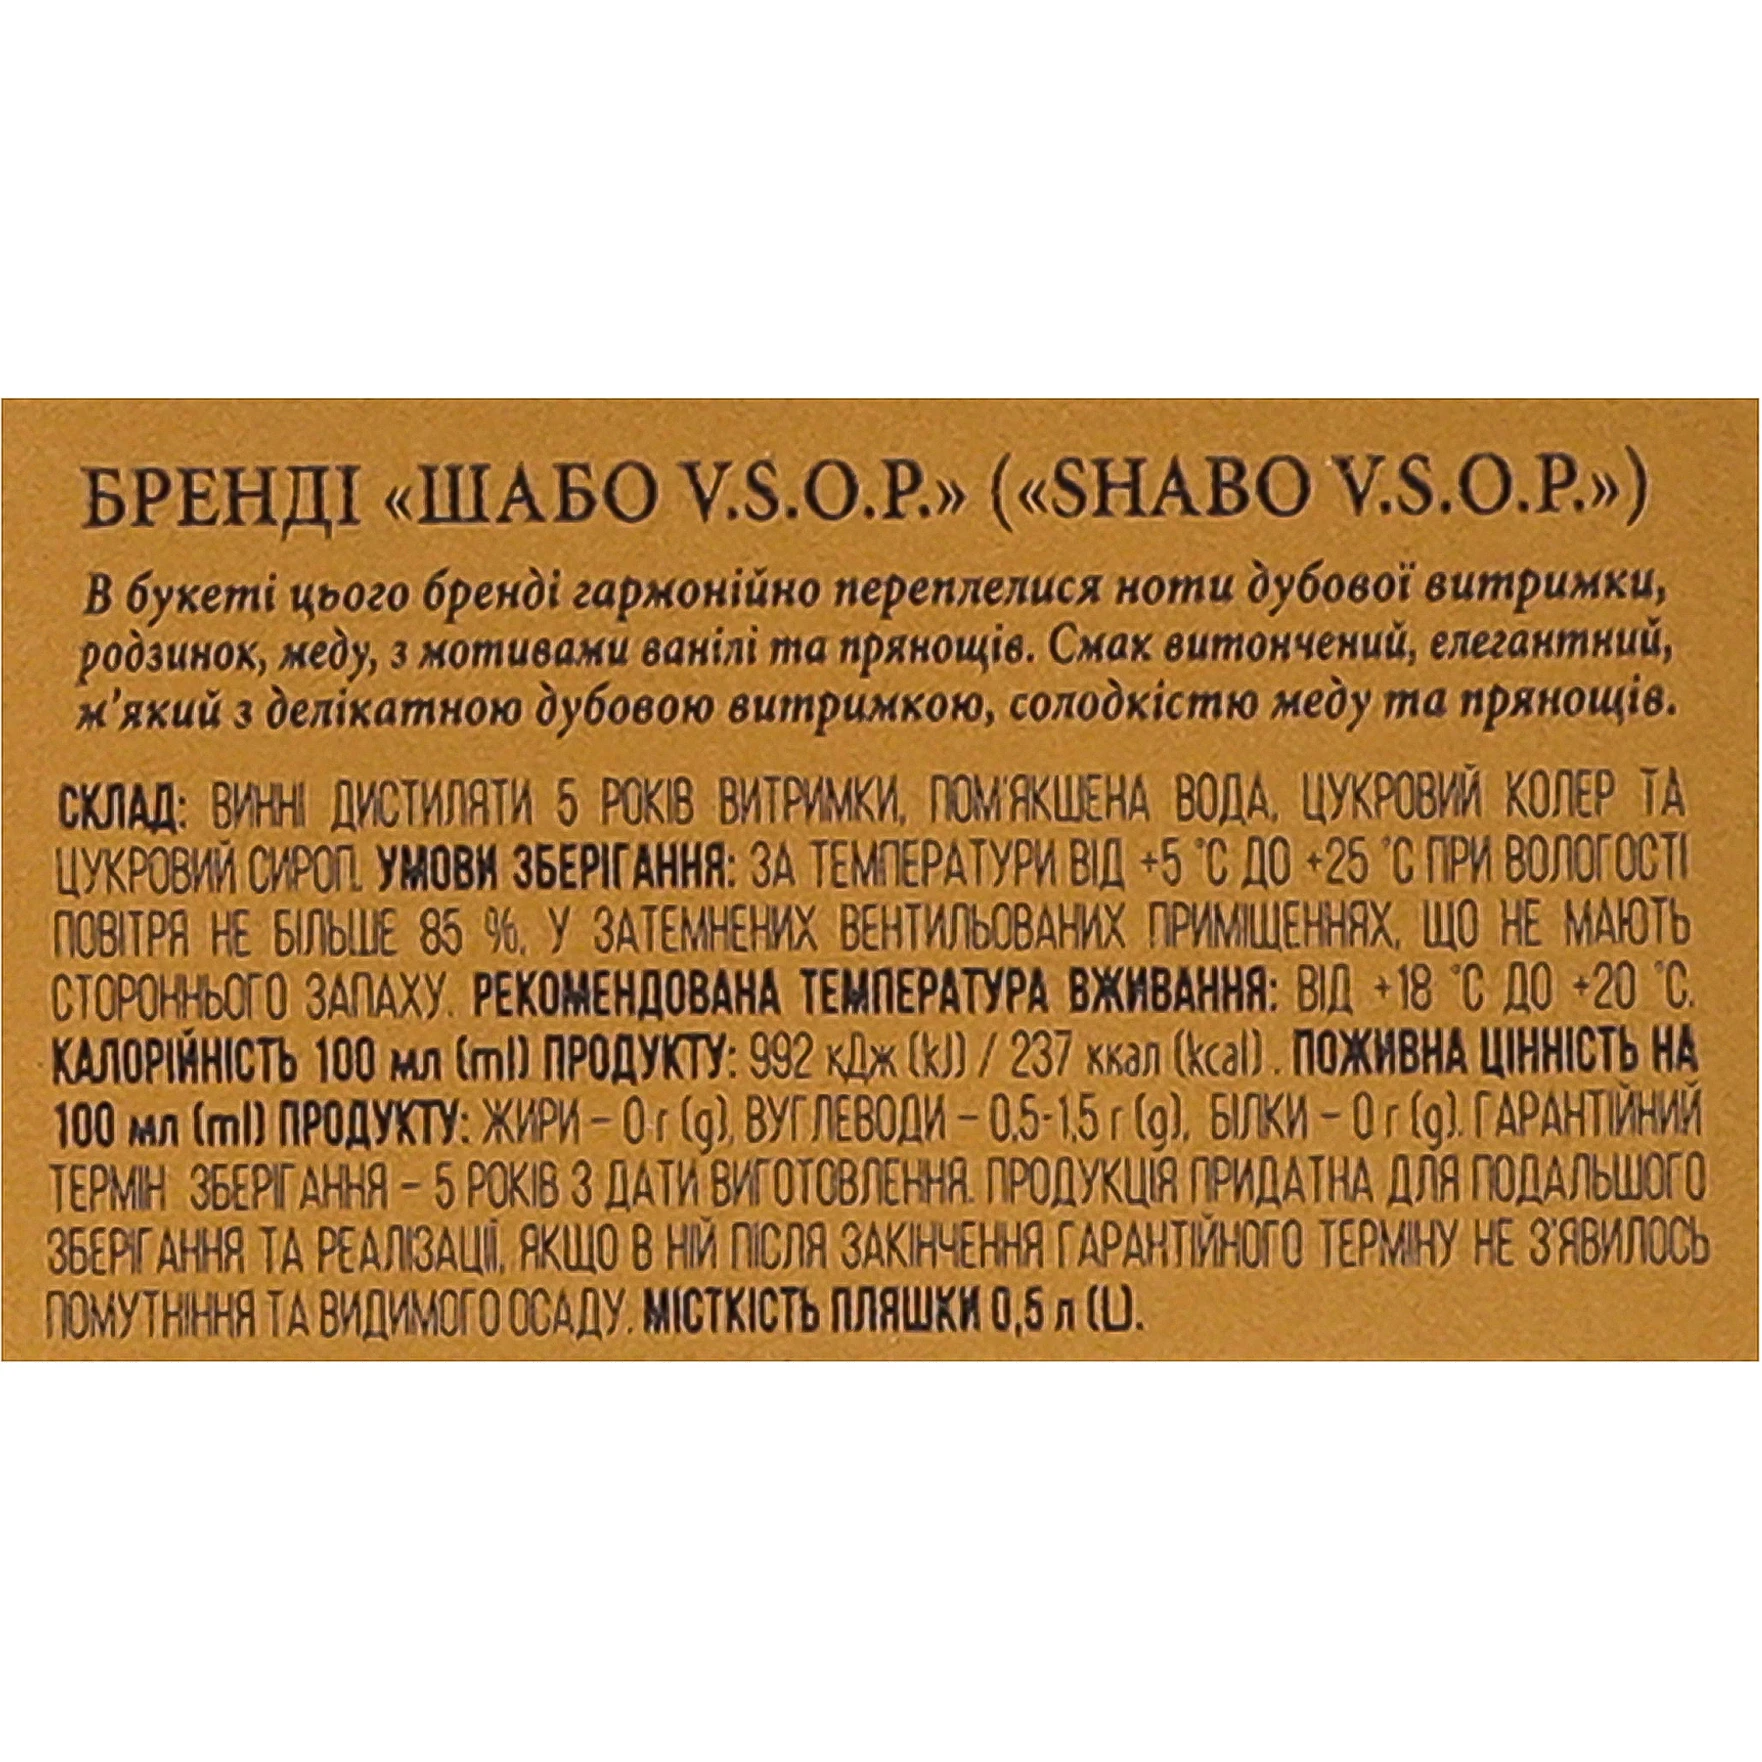 БРЕНДІ «ШАБО V.S.O.P.» («SHABO V.S.O.P.»)
В букеті цього бренді гармонійно переплелися ноти дубової витримки,
родзинок, меду, з мотивами ванілі та прянощів. Смак витончений, елегантний,
м'який з делікатною дубовою витримкою, солодкістю меду та прянощів.
СКЛАД: ВИННІ ДИСТИЛЯТИ 5 РОКІВ ВИТРИМКИ, ПОМ'ЯКШЕНА ВОДА, ЦУКРОВИЙ КОЛЕР ТА
ЦУКРОВИЙ СИРОП. УМОВИ ЗБЕРІГАННЯ: ЗА ТЕМПЕРАТУРИ ВІД +5 °С ДО +25 °С ПРИ ВОЛОГОСТІ
ПОВІТРЯ НЕ БІЛЬШЕ 85 %, У ЗАТЕМНЕНИХ ВЕНТИЛЬОВАНИХ ПРИМІЩЕННЯХ, ЩО НЕ МАЮТЬ
СТОРОННЬОГО ЗАПАХУ. РЕКОМЕНДОВАНА ТЕМПЕРАТУРА ВЖИВАННЯ: ВІД +18 °С ДО +20 °С.
КАЛОРІЙНІСТЬ 100 мл (ml) ПРОДУКТУ: 992 кДж (kJ) / 237 ккал (kcal). ПОЖИВНА ЦІННІСТЬ НА
100 мл (ml) ПРОДУКТУ: ЖИРИ – 0 г (g), ВУГЛЕВОДИ – 0,5-1,5 г (g), БІЛКИ – 0 г (g). ГАРАНТІЙНИЙ
ТЕРМІН ЗБЕРІГАННЯ – 5 РОКІВ З ДАТИ ВИГОТОВЛЕННЯ. ПРОДУКЦІЯ ПРИДАТНА ДЛЯ ПОДАЛЬШОГО
ЗБЕРІГАННЯ ТА РЕАЛІЗАЦІЇ, ЯКЩО В НІЙ ПІСЛЯ ЗАКІНЧЕННЯ ГАРАНТІЙНОГО ТЕРМІНУ НЕ З'ЯВИЛОСЬ
ПОМУТНІННЯ ТА ВИДИМОГО ОСАДУ. МІСТКІСТЬ ПЛЯШКИ 0,5 л (L).